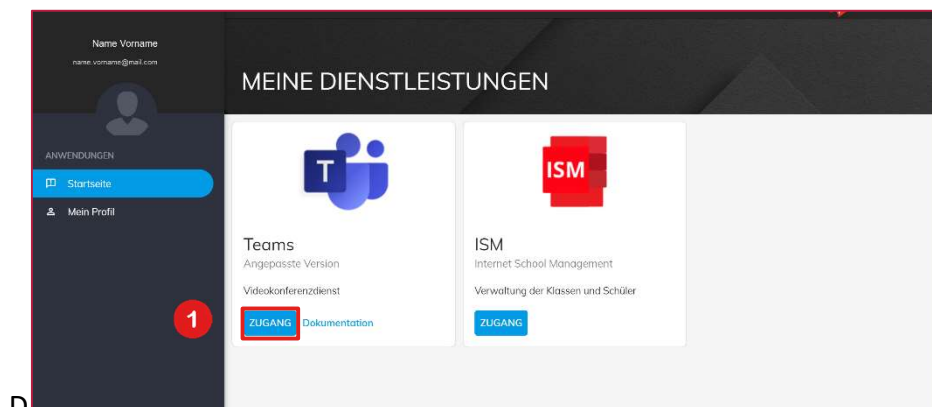 Name Vorname
name.vorname@mail.com
MEINE DIENSTLEISTUNGEN
ANWENDUNGEN
Startseite
Mein Profil
T
Teams
Angepasste Version
Videokonferenzdienst
1
ZUGANG Dokumentation
ISM
ISM
Internet School Management
Verwaltung der Klassen und Schüler
ZUGANG
D